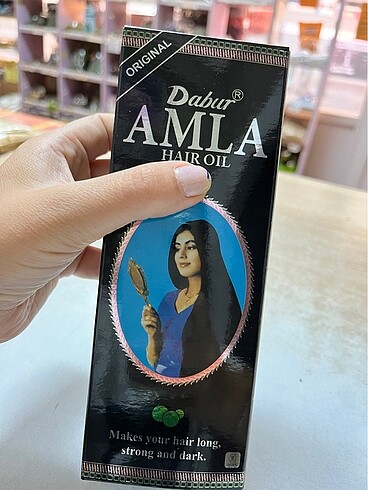 ORIGINAL
Dabur®
AMLA
HAIR OIL
Makes your hair long,
strong and dark.